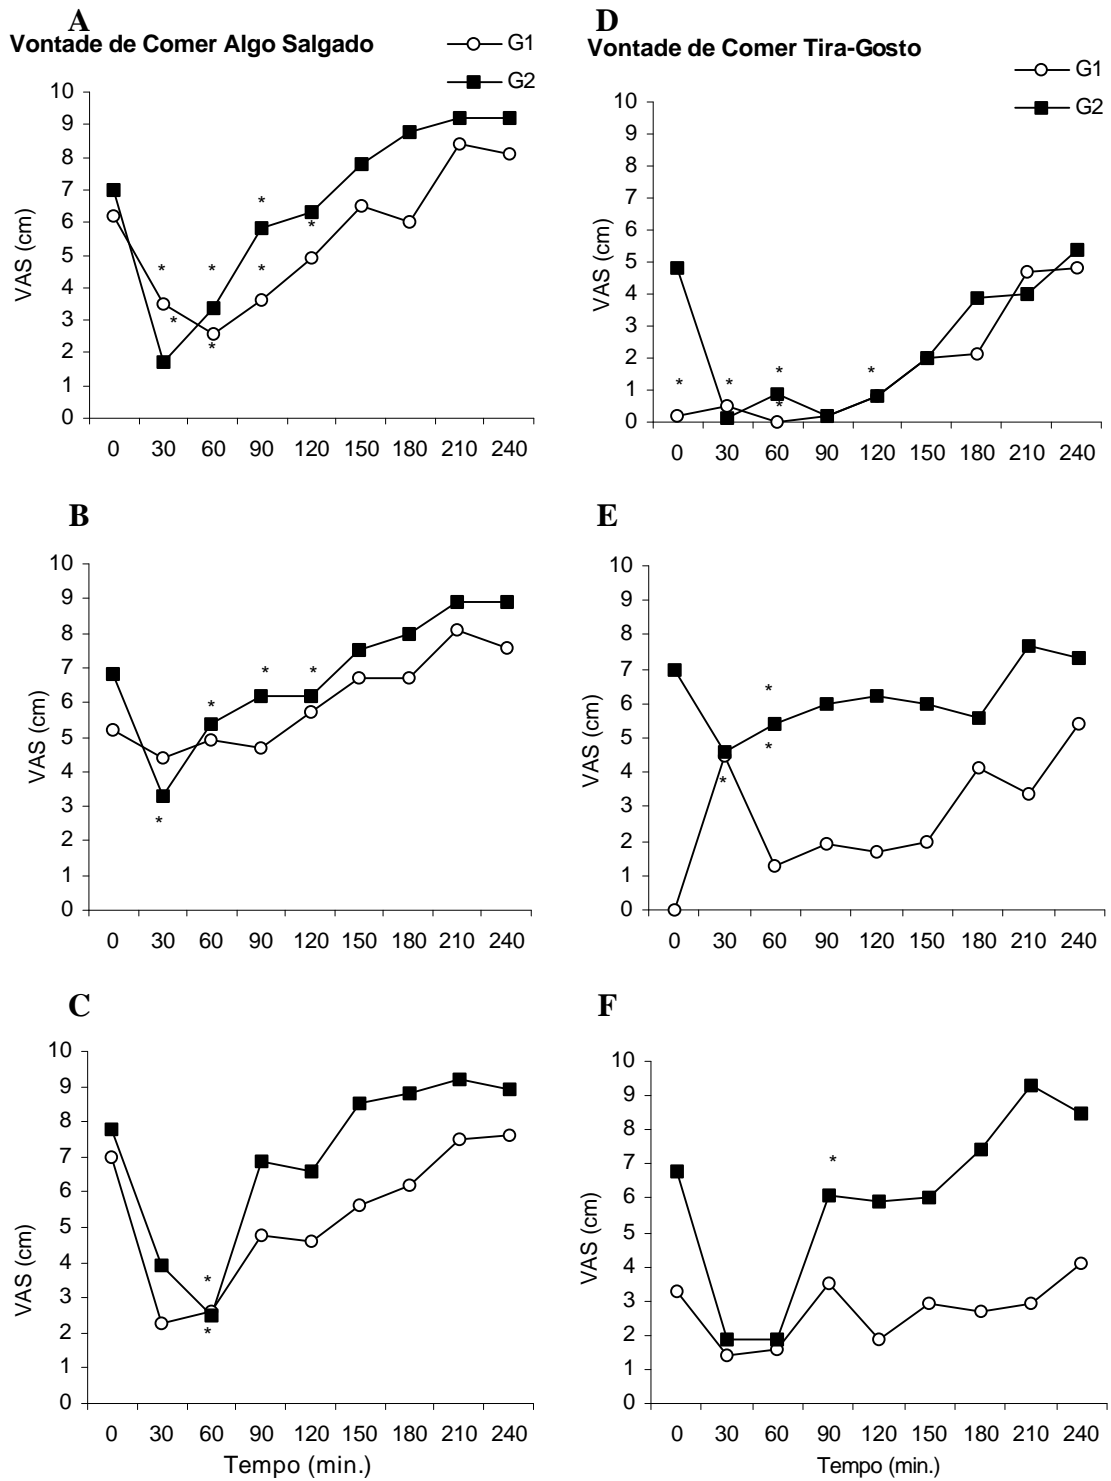 A
Vontade de Comer Algo Salgado
G1
G2
10
9
8
7
6
5
4
3
2
1
0
VAS (cm)
* * * * * * * *
0 30 60 90 120 150 180 210 240
D
Vontade de Comer Tira-Gosto
G1
G2
10
9
8
7
6
5
4
3
2
1
0
VAS (cm)
* * * * *
0 30 60 90 120 150 180 210 240
B
10
9
8
7
6
5
4
3
2
1
0
VAS (cm)
* * * *
0 30 60 90 120 150 180 210 240
E
10
9
8
7
6
5
4
3
2
1
0
VAS (cm)
* * *
0 30 60 90 120 150 180 210 240
C
10
9
8
7
6
5
4
3
2
1
0
VAS (cm)
* *
0 30 60 90 120 150 180 210 240
Tempo (min.)
F
10
9
8
7
6
5
4
3
2
1
0
VAS (cm)
*
0 30 60 90 120 150 180 210 240
Tempo (min.)